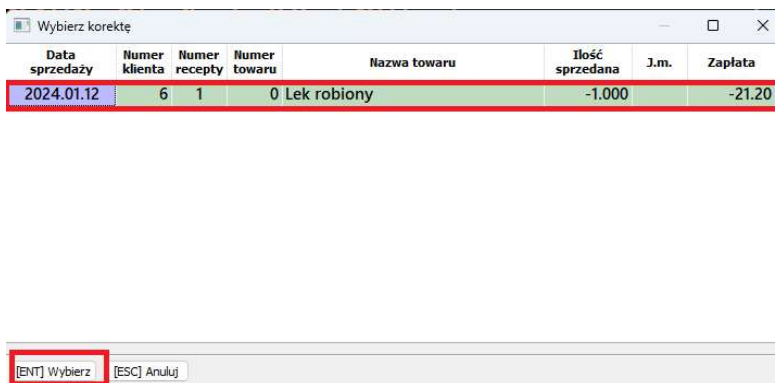 Wybierz korektę
Data sprzedaży Numer klienta Numer recepty Numer towaru Nazwa towaru Ilość sprzedana J.m. Zapłata
2024.01.12 6 1 0 Lek robiony -1.000 -21.20
[ENT] Wybierz [ESC] Anuluj